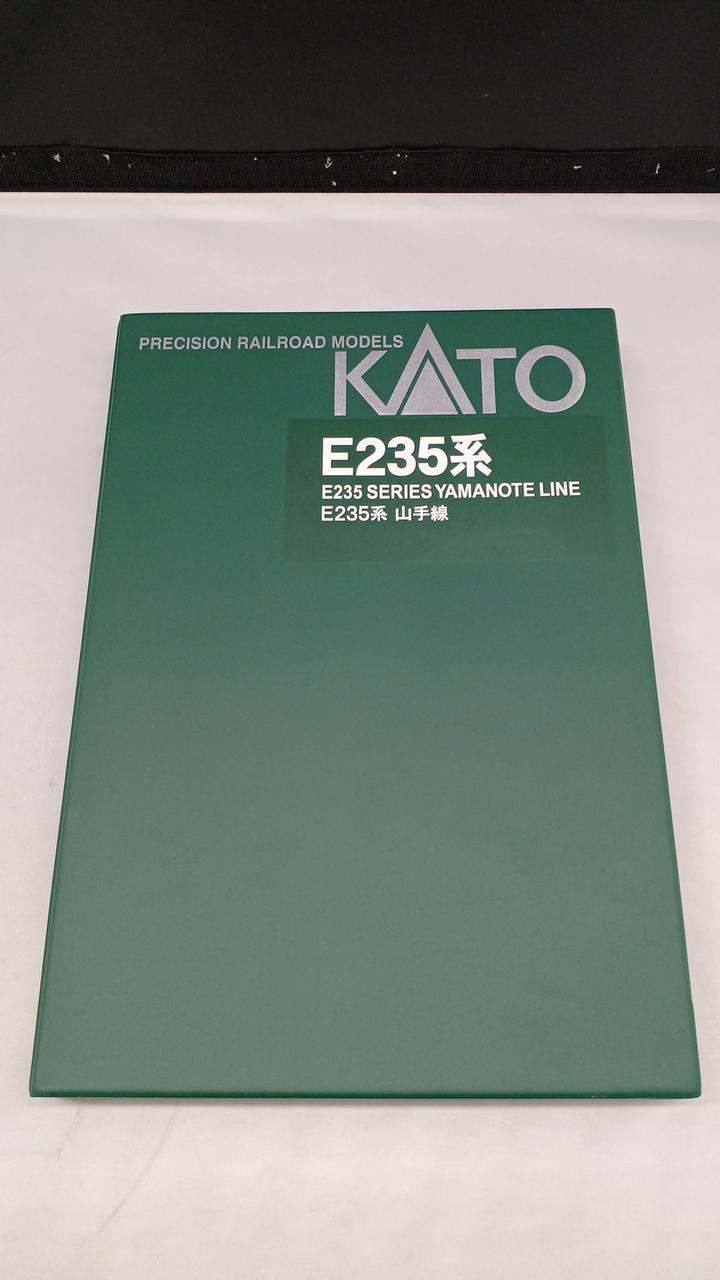 PRECISION RAILROAD MODELS
KATO
E235系
E235 SERIES YAMANOTE LINE
E235系 山手線